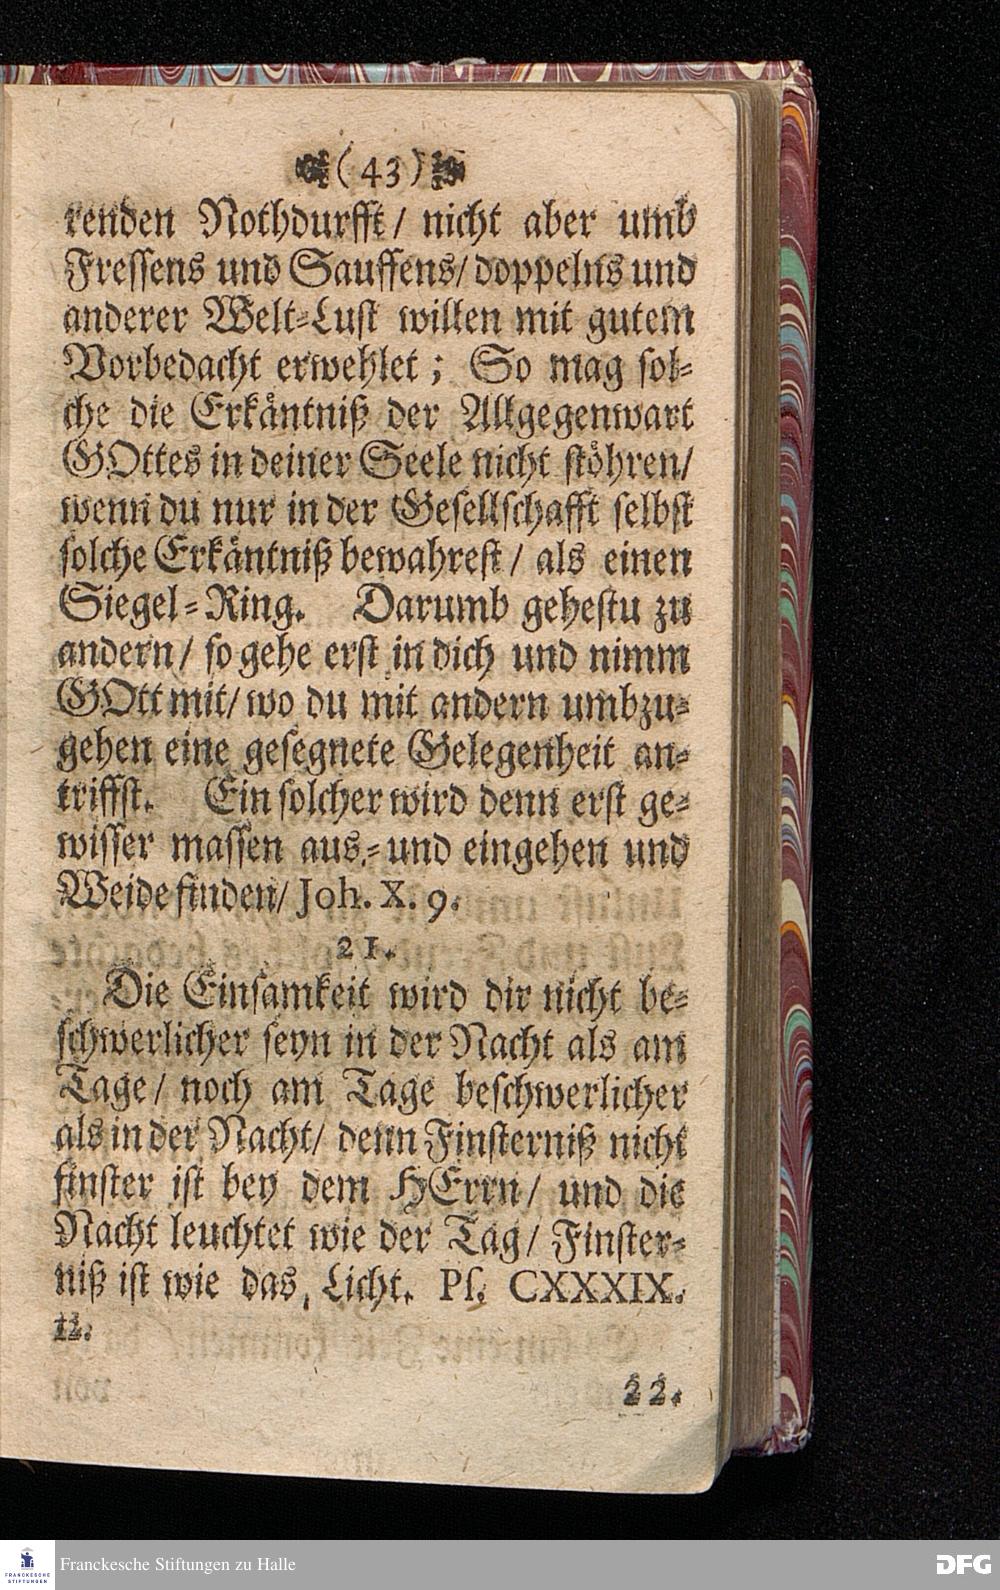 (43)
renden Nothdurfft/ nicht aber umb
Fressens und Sauffens/ doppelns und
anderer Welt-Lust willen mit gutem
Vorbedacht erwehlet; So mag sol-
che die Erkäntniß der Allgegenwart
GOttes in deiner Seele nicht stöhren/
wenn du nur in der Gesellschafft selbst
solche Erkäntniß bewahrest/ als einen
Siegel-Ring. Darumb gehestu zu
andern/ so gehe erst in dich und nimm
GOtt mit/ wo du mit andern umbzu-
gehen eine gesegnete Gelegenheit an-
triffst. Ein solcher wird denn erst ge-
wisser massen aus- und eingehen und
Weide finden/ Joh. X. 9.
21.
Die Einsamkeit wird dir nicht be-
schwerlicher seyn in der Nacht als am
Tage/ noch am Tage beschwerlicher
als in der Nacht/ denn Finsterniß nicht
finster ist bey dem HErrn/ und die
Nacht leuchtet wie der Tag/ Finster-
niß ist wie das Licht. Ps. CXXXIX.
12.
22.
FRANCKESCHE STIFTUNGEN
Franckesche Stiftungen zu Halle
DFG